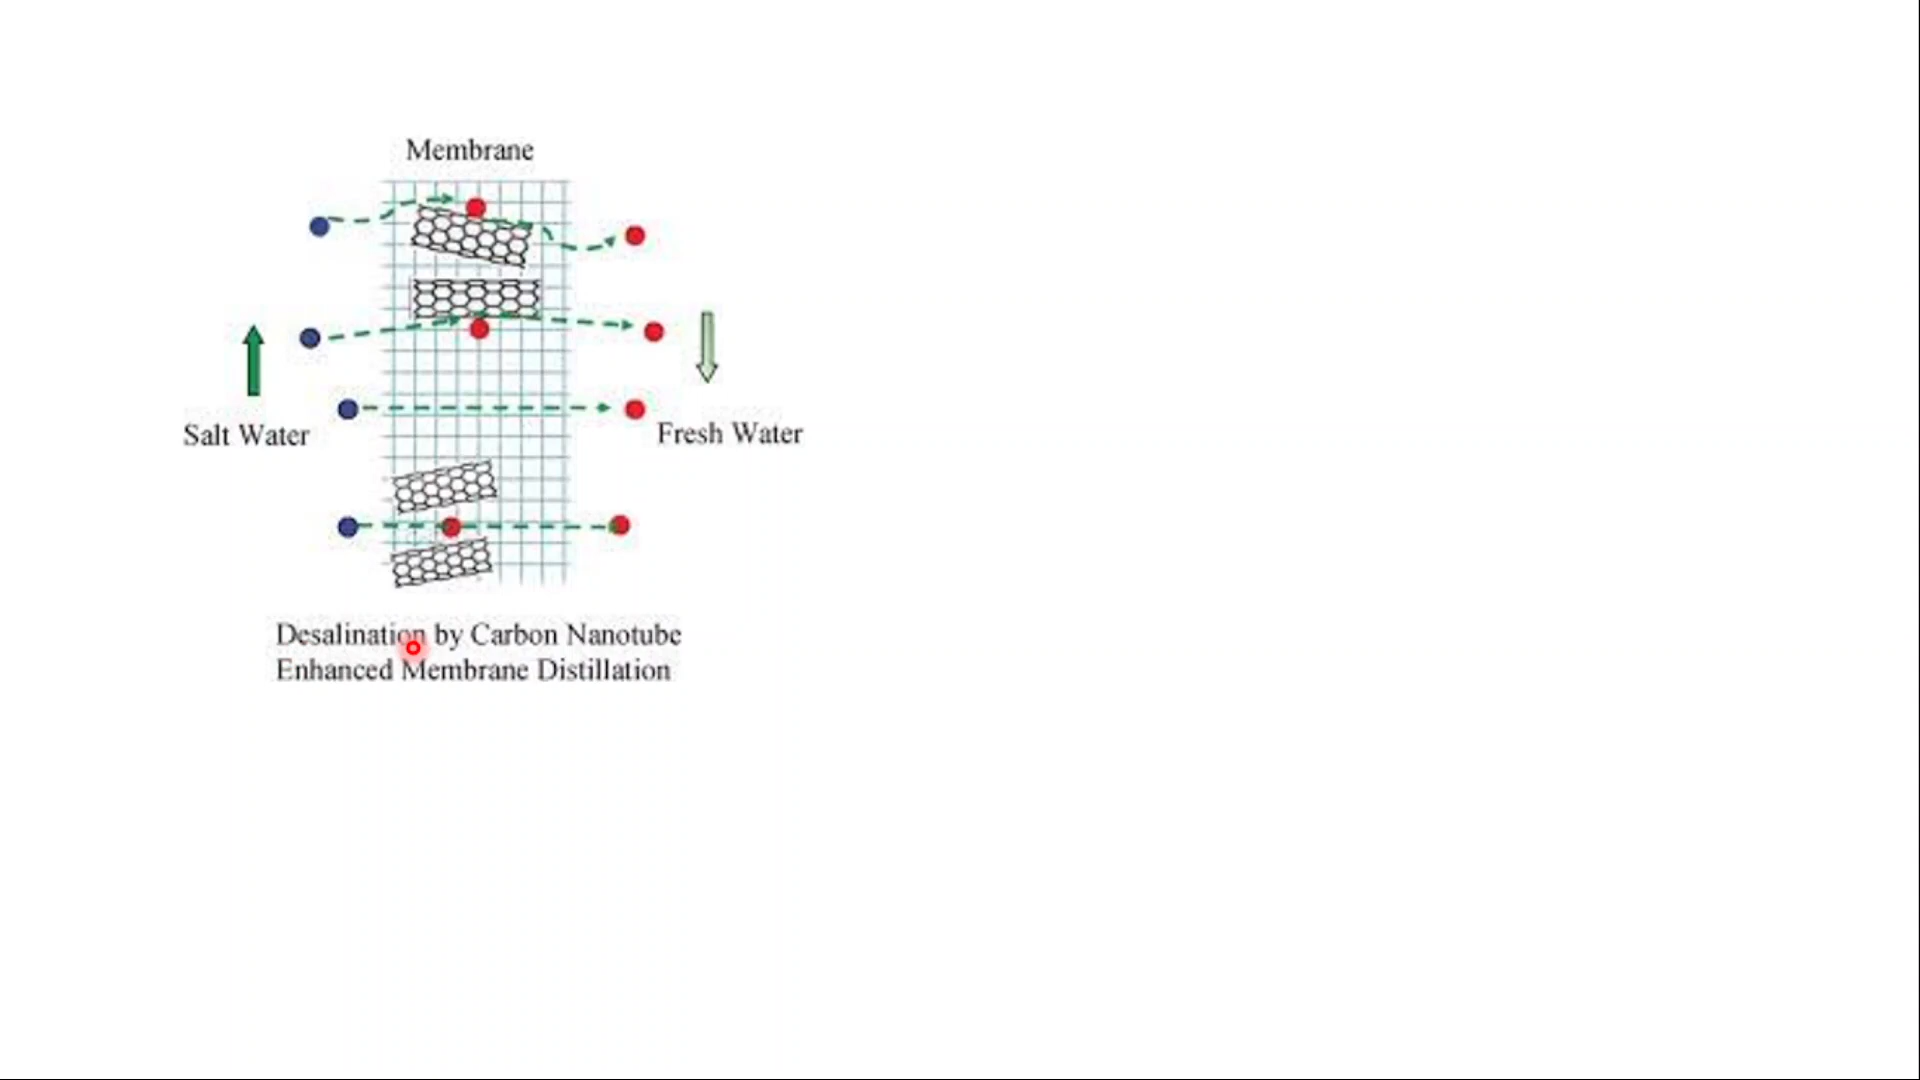 Membrane
Salt Water
Fresh Water
Desalination by Carbon Nanotube
Enhanced Membrane Distillation